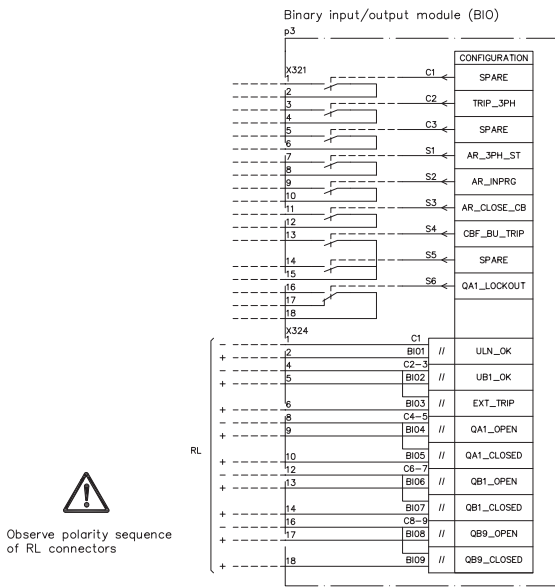 Binary input/output module (BIO)
p3
CONFIGURATION
X321
1 C1 SPARE
2
3 C2 TRIP_3PH
4
5 C3 SPARE
6
7 S1 AR_3PH_ST
8
9 S2 AR_INPRG
10
11 S3 AR_CLOSE_CB
12
13 S4 CBF_BU_TRIP
14 S5 SPARE
15
16 S6 QA1_LOCKOUT
17
18
X324
- 1 C1
+ 2 BI01 // ULN_OK
- 4 C2-3
+ 5 BI02 // UB1_OK
+ 6 BI03 // EXT_TRIP
- 8 C4-5
+ 9 BI04 // QA1_OPEN
RL
+ 10 BI05 // QA1_CLOSED
- 12 C6-7
+ 13 BI06 // QB1_OPEN
+ 14 BI07 // QB1_CLOSED
- 16 C8-9
+ 17 BI08 // QB9_OPEN
+ 18 BI09 // QB9_CLOSED
Observe polarity sequence
of RL connectors